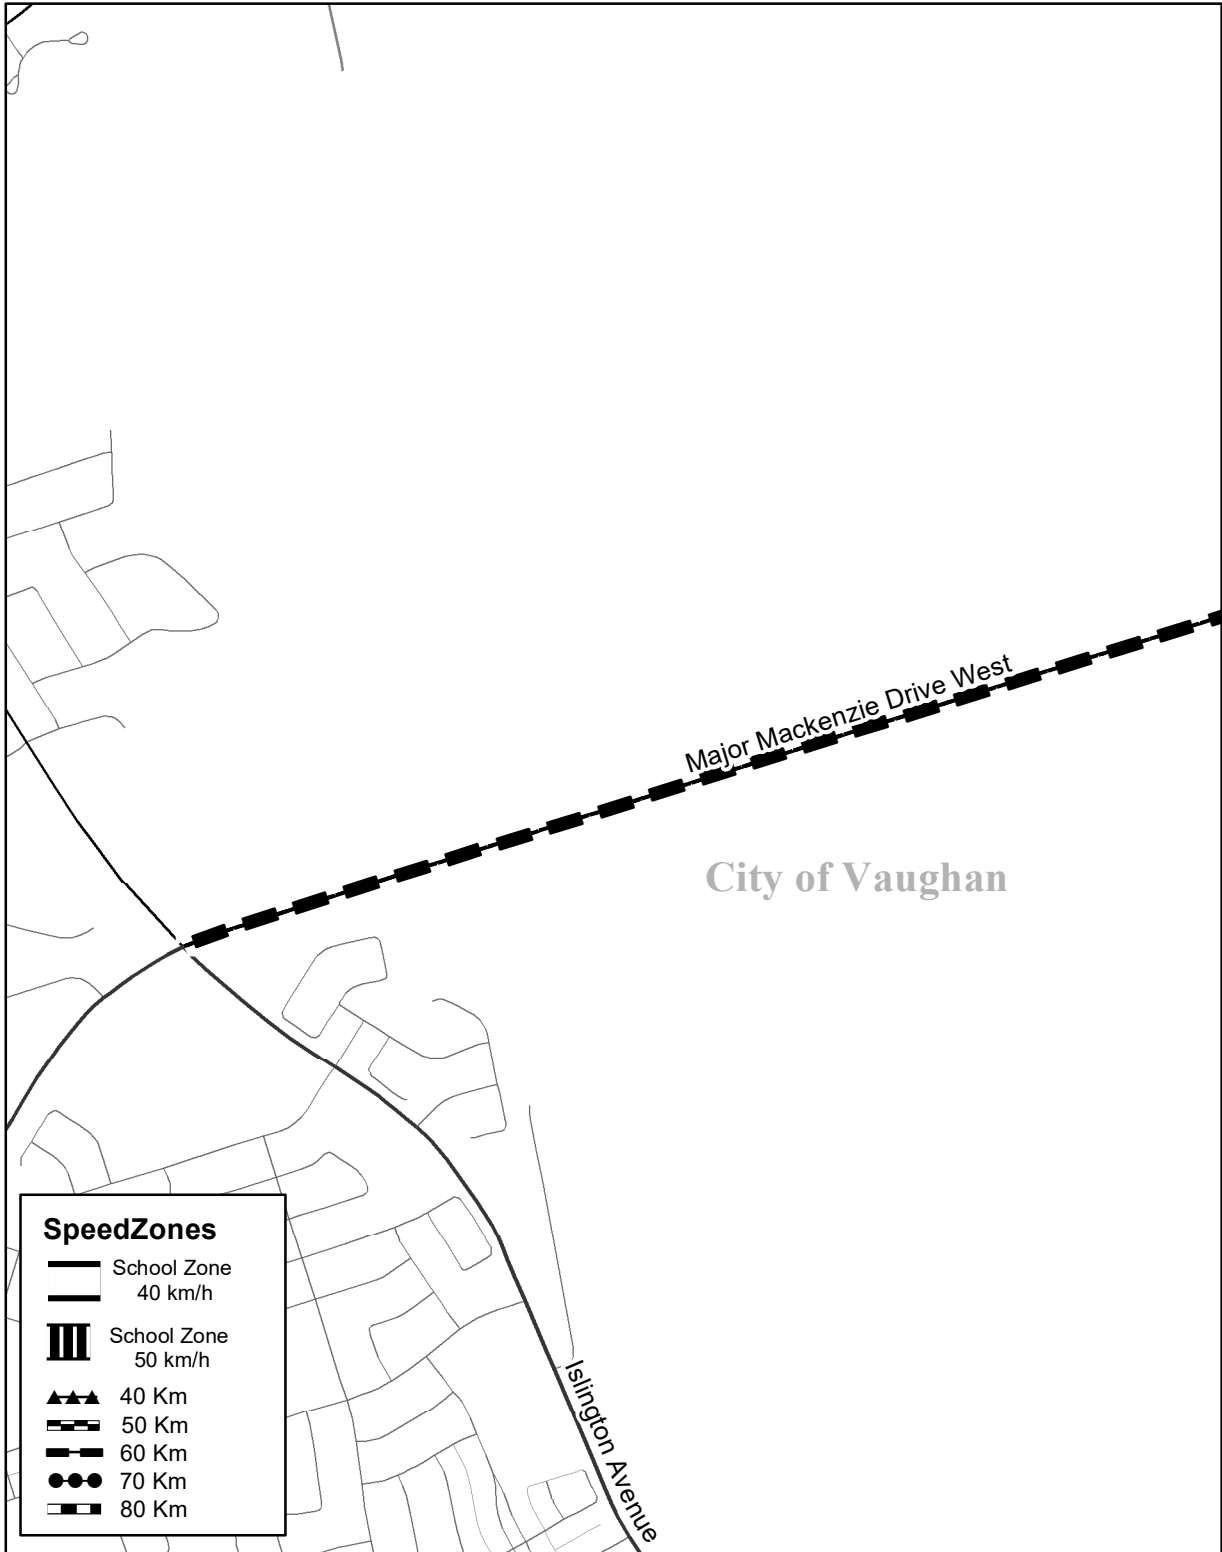 Major Mackenzie Drive West
City of Vaughan
Islington Avenue
SpeedZones
School Zone
40 km/h
School Zone
50 km/h
40 Km
50 Km
60 Km
70 Km
80 Km